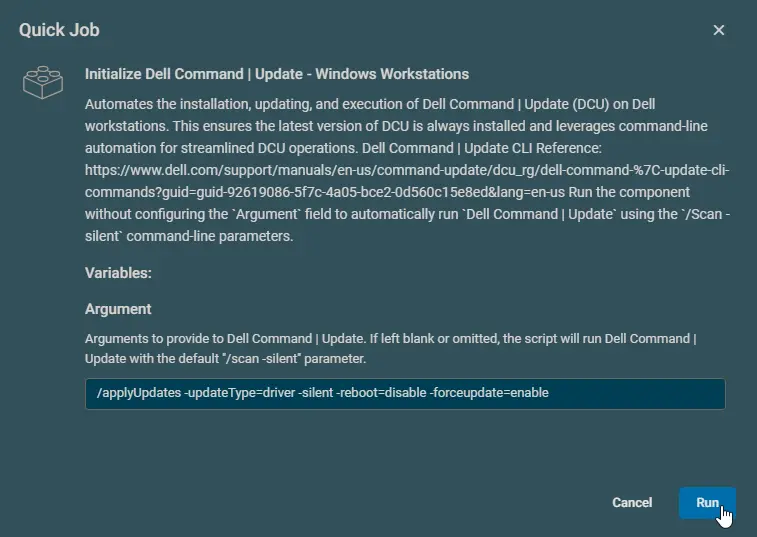 Quick Job
Initialize Dell Command | Update - Windows Workstations
Automates the installation, updating, and execution of Dell Command | Update (DCU) on Dell
workstations. This ensures the latest version of DCU is always installed and leverages command-line
automation for streamlined DCU operations. Dell Command | Update CLI Reference:
https://www.dell.com/support/manuals/en-us/command-update/dcu_rg/dell-command-%7C-update-cli-
commands?guid=guid-92619086-5f7c-4a05-bce2-0d560c15e8ed&lang=en-us Run the component
without configuring the `Argument` field to automatically run `Dell Command | Update` using the `/Scan -
silent` command-line parameters.
Variables:
Argument
Arguments to provide to Dell Command | Update. If left blank or omitted, the script will run Dell Command |
Update with the default "/scan -silent" parameter.
/applyUpdates -updateType=driver -silent -reboot=disable -forceupdate=enable
Cancel
Run